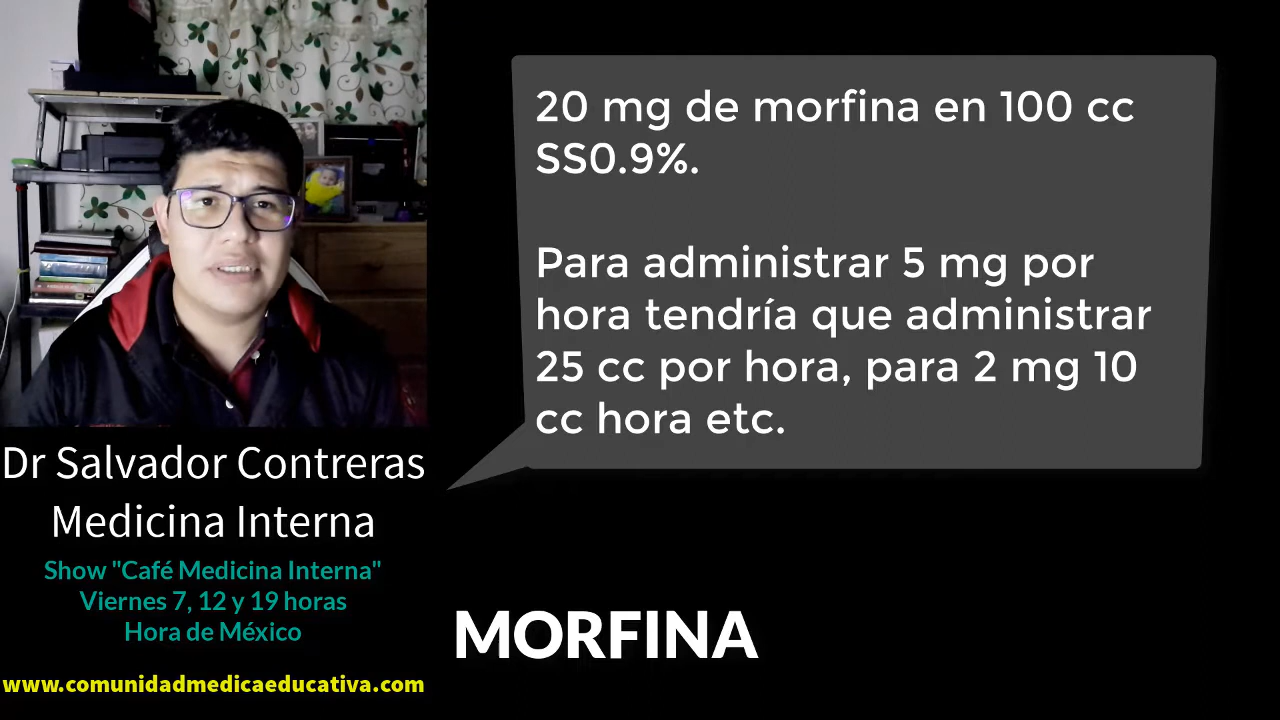 20 mg de morfina en 100 cc
SS0.9%.
Para administrar 5 mg por
hora tendría que administrar
25 cc por hora, para 2 mg 10
cc hora etc.
Dr Salvador Contreras
Medicina Interna
Show "Café Medicina Interna"
Viernes 7, 12 y 19 horas
Hora de México
www.comunidadmedicaeducativa.com
MORFINA